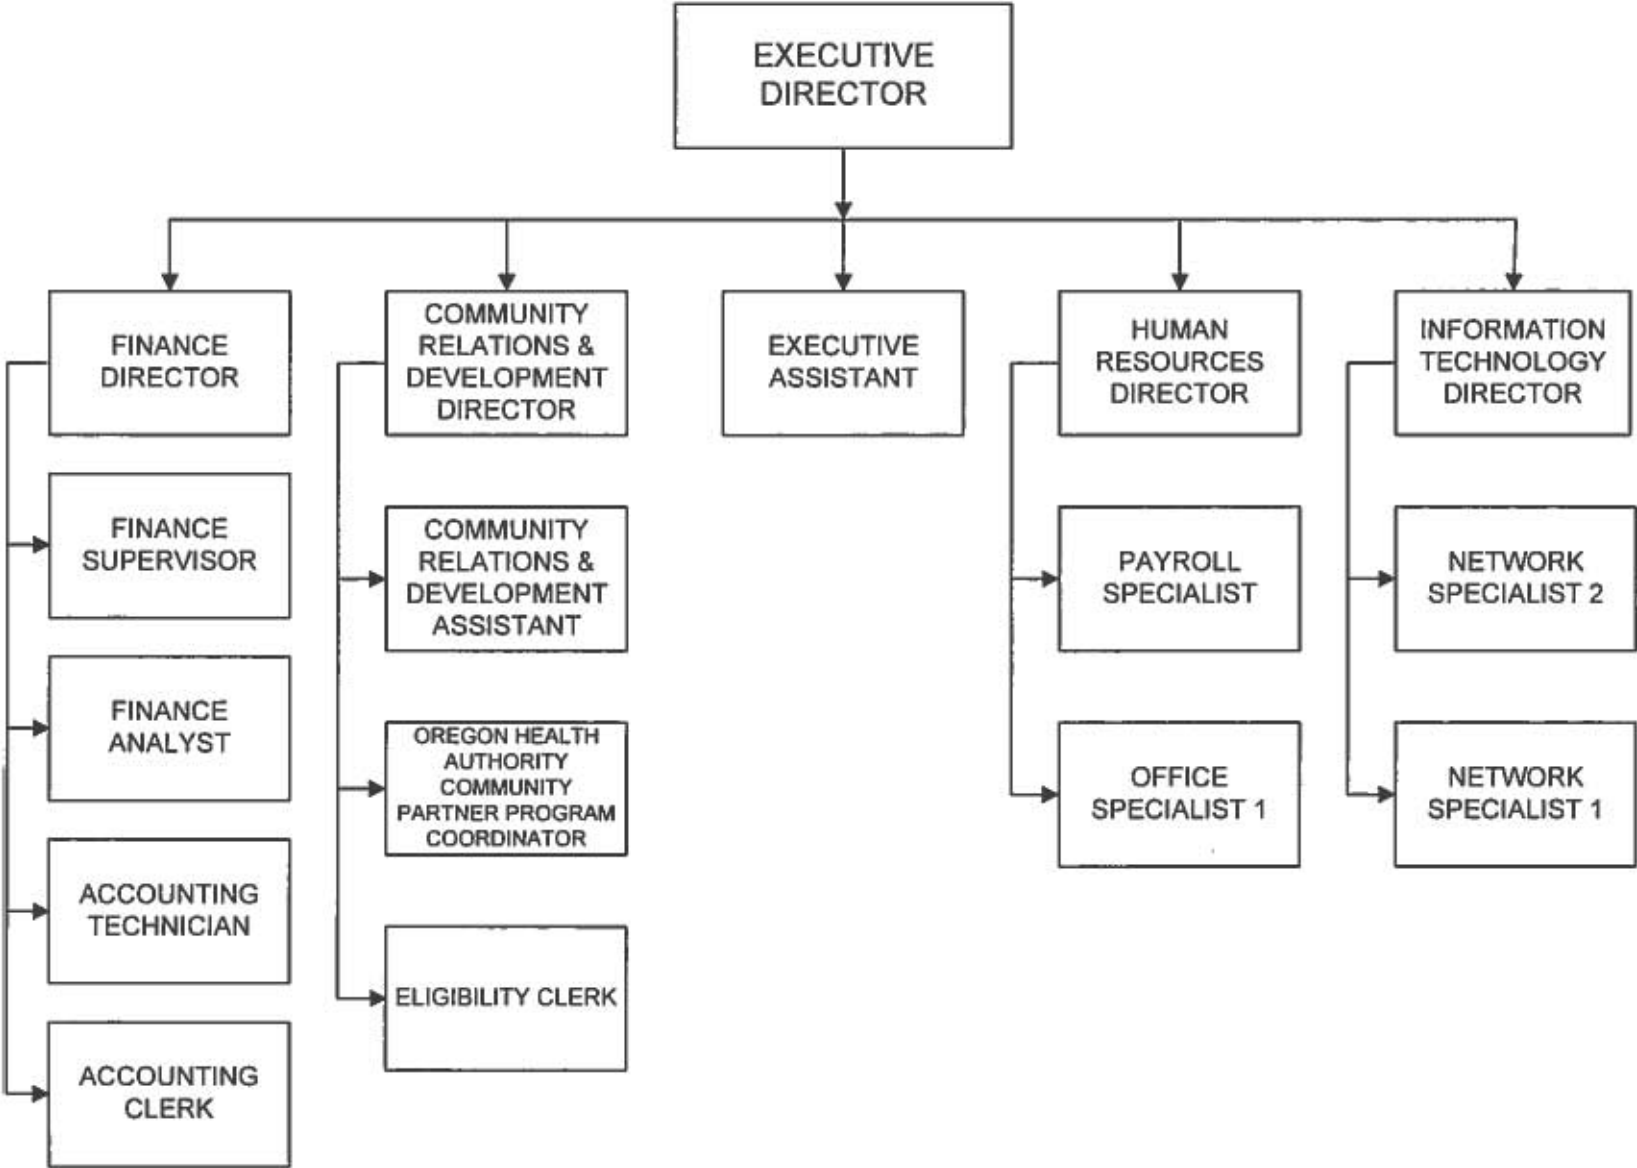 EXECUTIVE
DIRECTOR
FINANCE
DIRECTOR
COMMUNITY
RELATIONS &
DEVELOPMENT
DIRECTOR
EXECUTIVE
ASSISTANT
HUMAN
RESOURCES
DIRECTOR
INFORMATION
TECHNOLOGY
DIRECTOR
FINANCE
SUPERVISOR
FINANCE
ANALYST
ACCOUNTING
TECHNICIAN
ACCOUNTING
CLERK
COMMUNITY
RELATIONS &
DEVELOPMENT
ASSISTANT
OREGON HEALTH
AUTHORITY
COMMUNITY
PARTNER PROGRAM
COORDINATOR
ELIGIBILITY CLERK
PAYROLL
SPECIALIST
OFFICE
SPECIALIST 1
NETWORK
SPECIALIST 2
NETWORK
SPECIALIST 1